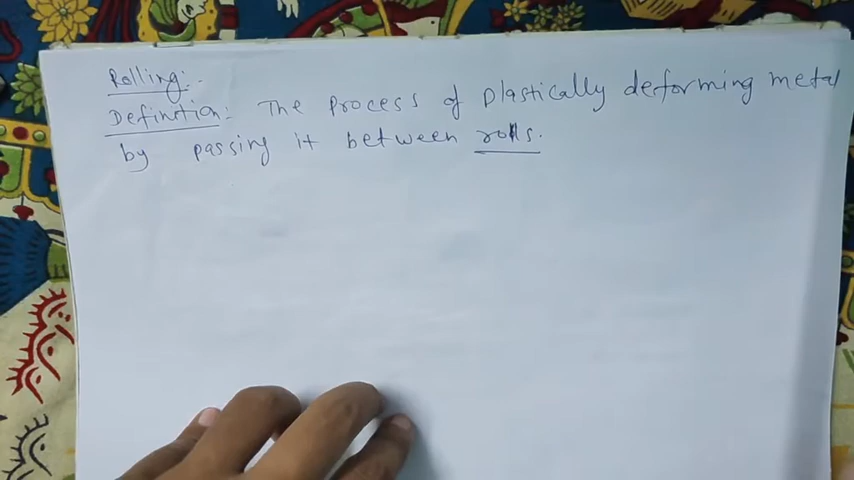 Rolling:-
Definition:- The process of plastically deforming metal
by passing it between rolls.